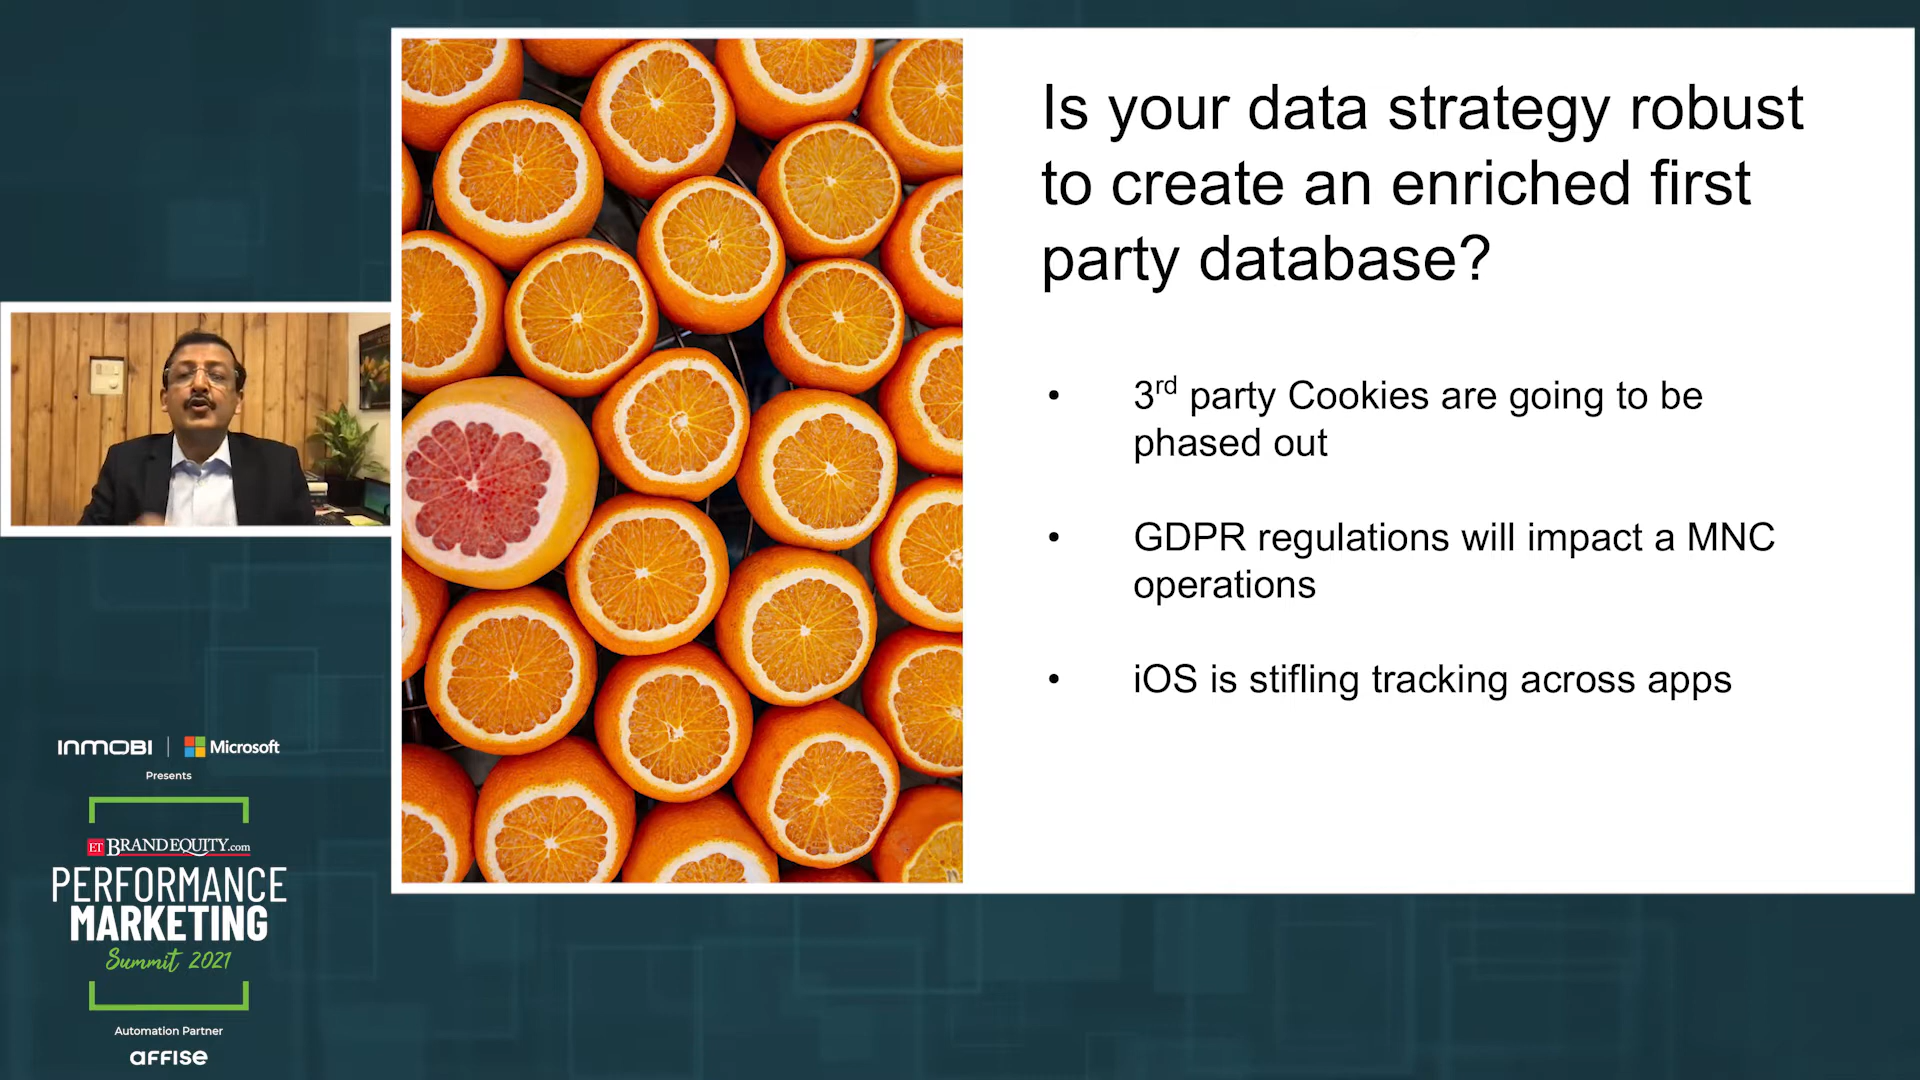 INMOBI | Microsoft
Presents
ET BRANDEQUITY.com
PERFORMANCE
MARKETING
Summit 2021
Automation Partner
AFFISE
Is your data strategy robust
to create an enriched first
party database?
• 3rd party Cookies are going to be
phased out
• GDPR regulations will impact a MNC
operations
• iOS is stifling tracking across apps